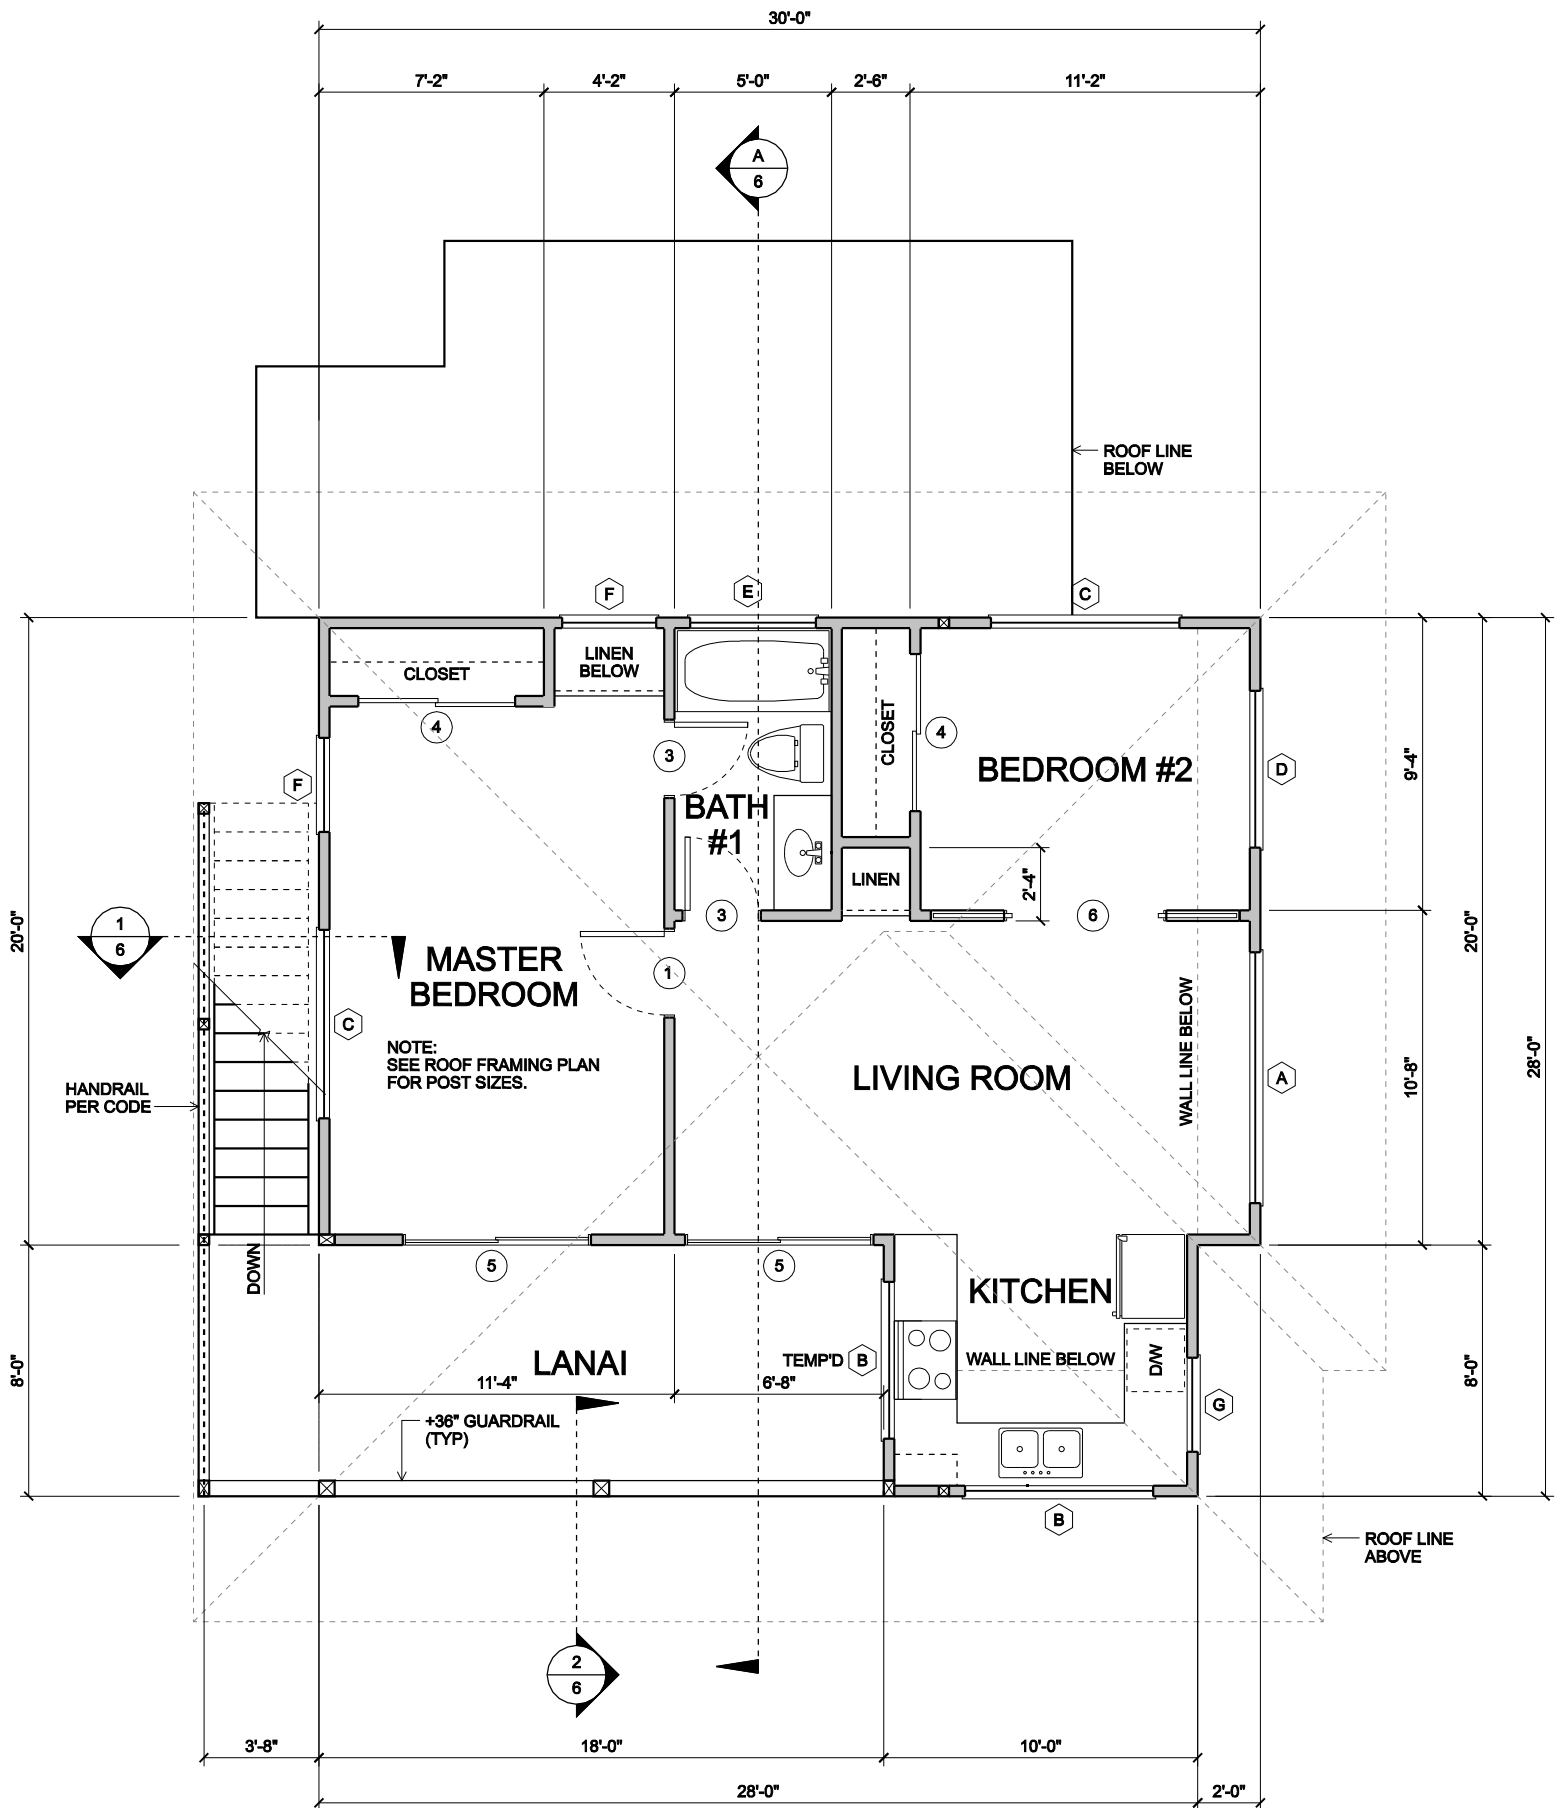 30'-0"
7'-2"
4'-2"
5'-0"
2'-6"
11'-2"
A
6
ROOF LINE
BELOW
F
E
C
CLOSET
LINEN
BELOW
4
3
CLOSET
4
BEDROOM #2
D
9'-4"
F
BATH
#1
LINEN
2'-4"
3
6
20'-0"
1
6
MASTER
BEDROOM
1
C
NOTE:
SEE ROOF FRAMING PLAN
FOR POST SIZES.
LIVING ROOM
WALL LINE BELOW
A
10'-8"
20'-0"
28'-0"
HANDRAIL
PER CODE
DOWN
5
5
KITCHEN
LANAI
TEMP'D
B
WALL LINE BELOW
D/W
8'-0"
8'-0"
11'-4"
6'-8"
G
+36" GUARDRAIL
(TYP)
B
ROOF LINE
ABOVE
2
6
3'-8"
18'-0"
10'-0"
28'-0"
2'-0"